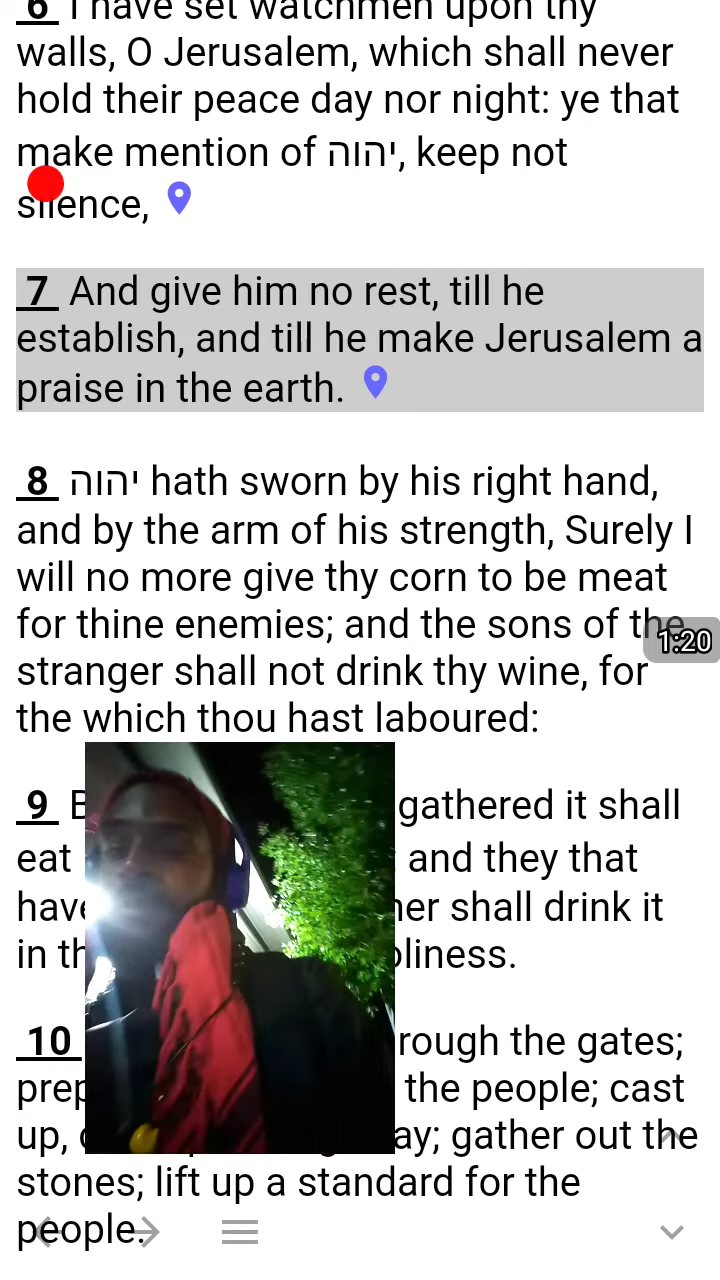 6 I have set watchmen upon thy
walls, O Jerusalem, which shall never
hold their peace day nor night: ye that
make mention of יהוה, keep not
silence,
7 And give him no rest, till he
establish, and till he make Jerusalem a
praise in the earth.
8 יהוה hath sworn by his right hand,
and by the arm of his strength, Surely I
will no more give thy corn to be meat
for thine enemies; and the sons of the
1:20
stranger shall not drink thy wine, for
the which thou hast laboured:
9 gathered it shall
eat and they that
shall drink it
in
10 the gates;
the people; cast
up, gather out the
stones; lift up a standard for the
people.